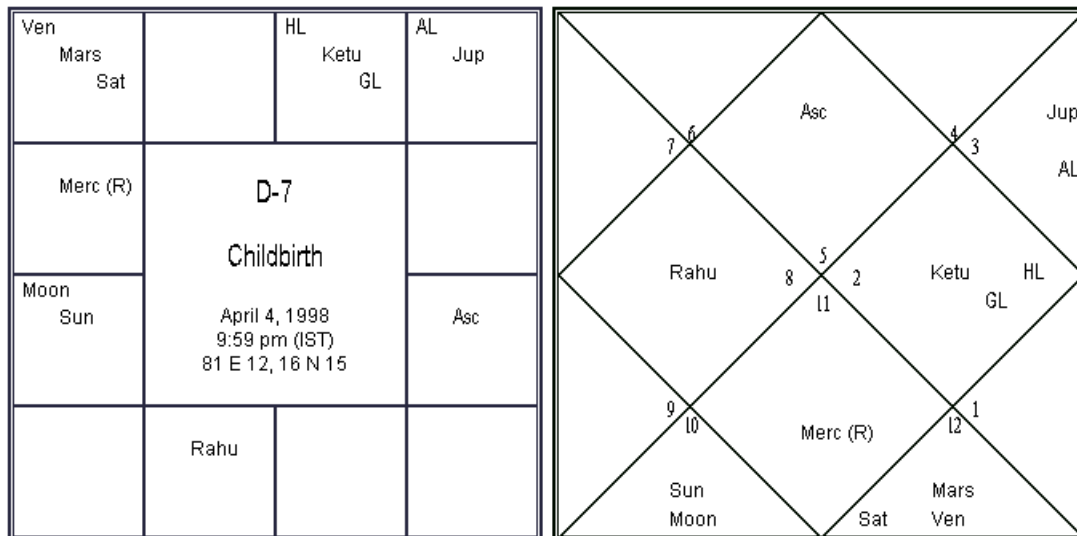 Ven
Mars
Sat
HL
Ketu
GL
AL
Jup
Merc (R)
D-7
Childbirth
April 4, 1998
9:59 pm (IST)
81 E 12, 16 N 15
Moon
Sun
Asc
Rahu
Asc
Jup
AL
6
7
4
3
Rahu
5
8
2
11
Ketu HL
GL
9
10
Merc (R)
1
12
Sun
Moon
Mars
Sat Ven